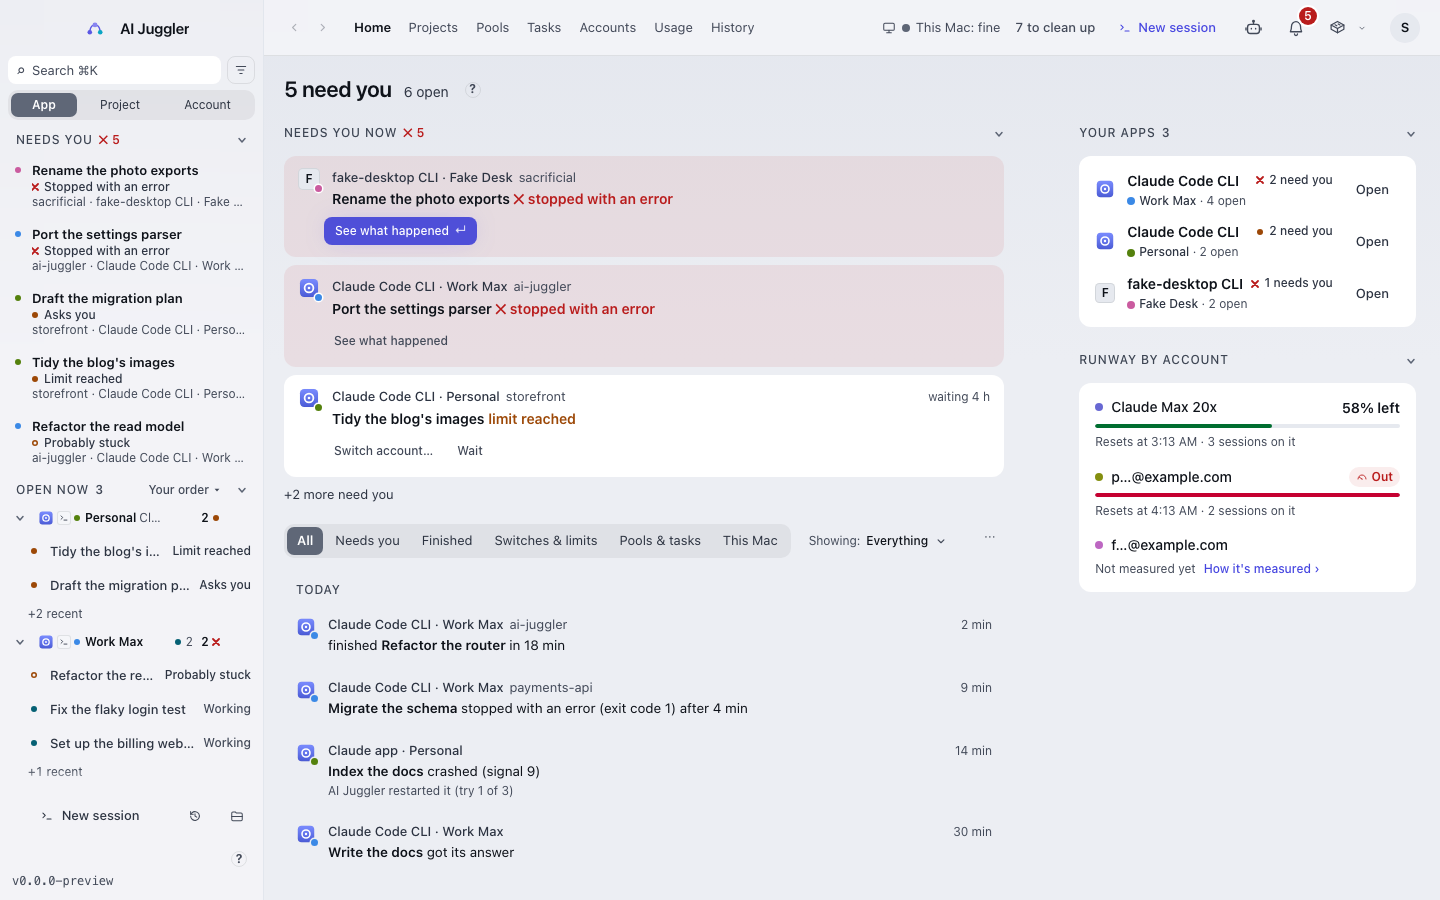 AI Juggler
Search ⌘K
App Project Account
NEEDS YOU 5
Rename the photo exports
Stopped with an error
sacrificial · fake-desktop CLI · Fake ...
Port the settings parser
Stopped with an error
ai-juggler · Claude Code CLI · Work ...
Draft the migration plan
Asks you
storefront · Claude Code CLI · Perso...
Tidy the blog's images
Limit reached
storefront · Claude Code CLI · Perso...
Refactor the read model
Probably stuck
ai-juggler · Claude Code CLI · Work ...
OPEN NOW 3 Your order
Personal Cl... 2
Tidy the blog's i... Limit reached
Draft the migration p... Asks you
+2 recent
Work Max 2 2
Refactor the re... Probably stuck
Fix the flaky login test Working
Set up the billing web... Working
+1 recent
New session
?
v0.0.0-preview
Home Projects Pools Tasks Accounts Usage History
This Mac: fine 7 to clean up New session 5 S
5 need you 6 open ?
NEEDS YOU NOW 5
F fake-desktop CLI · Fake Desk sacrificial
Rename the photo exports stopped with an error
See what happened
Claude Code CLI · Work Max ai-juggler
Port the settings parser stopped with an error
See what happened
Claude Code CLI · Personal storefront waiting 4 h
Tidy the blog's images limit reached
Switch account... Wait
+2 more need you
All Needs you Finished Switches & limits Pools & tasks This Mac Showing: Everything ...
TODAY
Claude Code CLI · Work Max ai-juggler 2 min
finished Refactor the router in 18 min
Claude Code CLI · Work Max payments-api 9 min
Migrate the schema stopped with an error (exit code 1) after 4 min
Claude app · Personal 14 min
Index the docs crashed (signal 9)
AI Juggler restarted it (try 1 of 3)
Claude Code CLI · Work Max 30 min
Write the docs got its answer
YOUR APPS 3
Claude Code CLI 2 need you Open
Work Max · 4 open
Claude Code CLI 2 need you Open
Personal · 2 open
F fake-desktop CLI 1 needs you Open
Fake Desk · 2 open
RUNWAY BY ACCOUNT
Claude Max 20x 58% left
Resets at 3:13 AM · 3 sessions on it
p...@example.com Out
Resets at 4:13 AM · 2 sessions on it
f...@example.com
Not measured yet How it's measured ›